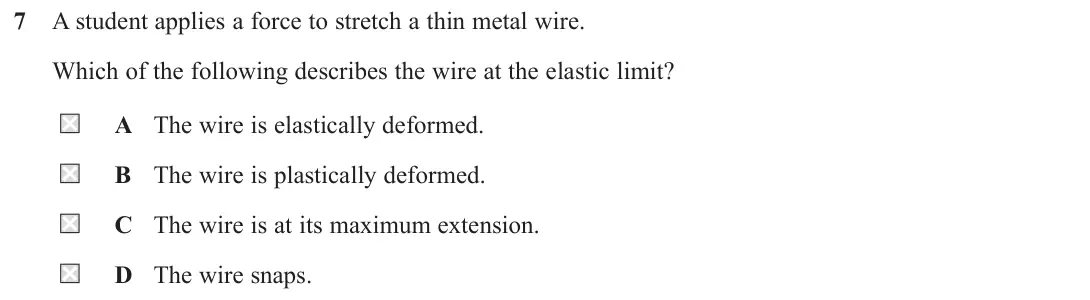 7 A student applies a force to stretch a thin metal wire.
Which of the following describes the wire at the elastic limit?
A The wire is elastically deformed.
B The wire is plastically deformed.
C The wire is at its maximum extension.
D The wire snaps.